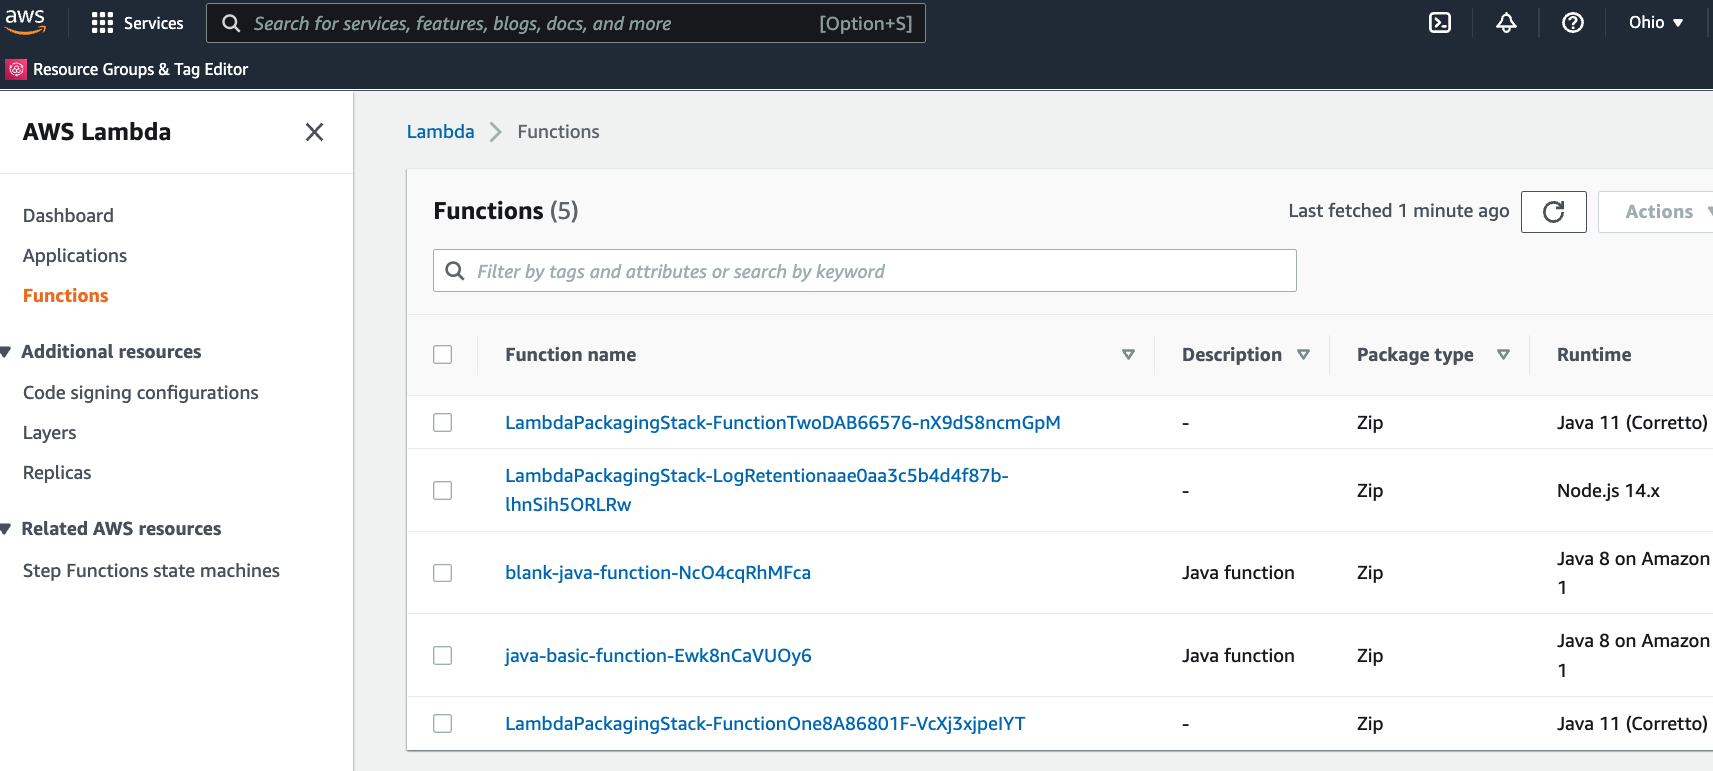 aws
Services
Search for services, features, blogs, docs, and more
[Option+S]
Ohio
Resource Groups & Tag Editor
AWS Lambda
Dashboard
Applications
Functions
Additional resources
Code signing configurations
Layers
Replicas
Related AWS resources
Step Functions state machines
Lambda
Functions
Functions (5)
Last fetched 1 minute ago
Actions
Filter by tags and attributes or search by keyword
Function name
Description
Package type
Runtime
LambdaPackagingStack-FunctionTwoDAB66576-nX9dS8ncmGpM
-
Zip
Java 11 (Corretto)
LambdaPackagingStack-LogRetentionaae0aa3c5b4d4f87b-
lhnSih5ORLRw
-
Zip
Node.js 14.x
blank-java-function-NcO4cqRhMFca
Java function
Zip
Java 8 on Amazon
1
java-basic-function-Ewk8nCaVUOy6
Java function
Zip
Java 8 on Amazon
1
LambdaPackagingStack-FunctionOne8A86801F-VcXj3xjpeIYT
-
Zip
Java 11 (Corretto)